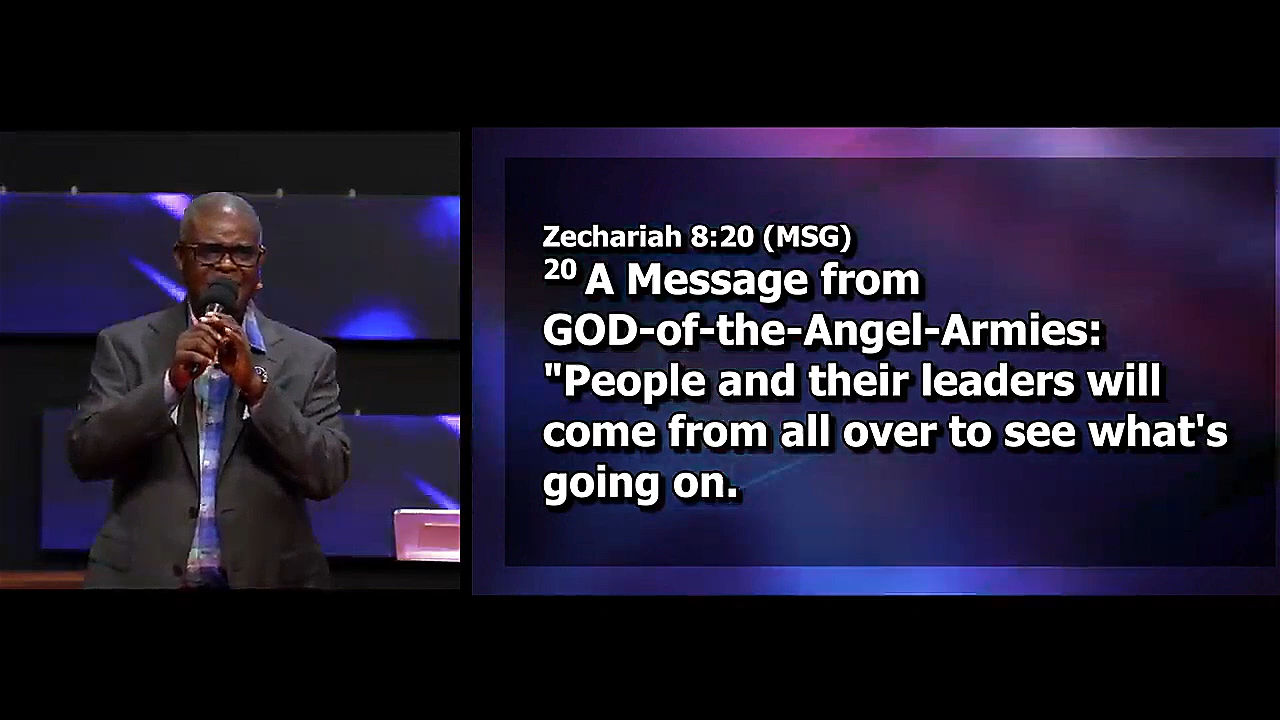 Zechariah 8:20 (MSG)
20 A Message from
GOD-of-the-Angel-Armies:
"People and their leaders will
come from all over to see what's
going on.